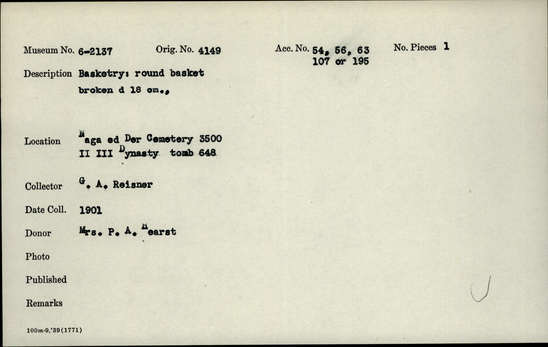 Museum No. 6-2137 Orig. No. 4149 Acc. No. 54, 56, 63 No. Pieces 1
107 or 195
Description Basketry: round basket
broken d 18 cm.,
Location Naga ed Der Cemetery 3500
II III Dynasty tomb 648
Collector G. A. Reisner
Date Coll. 1901
Donor Mrs. P. A. Hearst
Photo
Published
Remarks
100m-9,'39(1771)